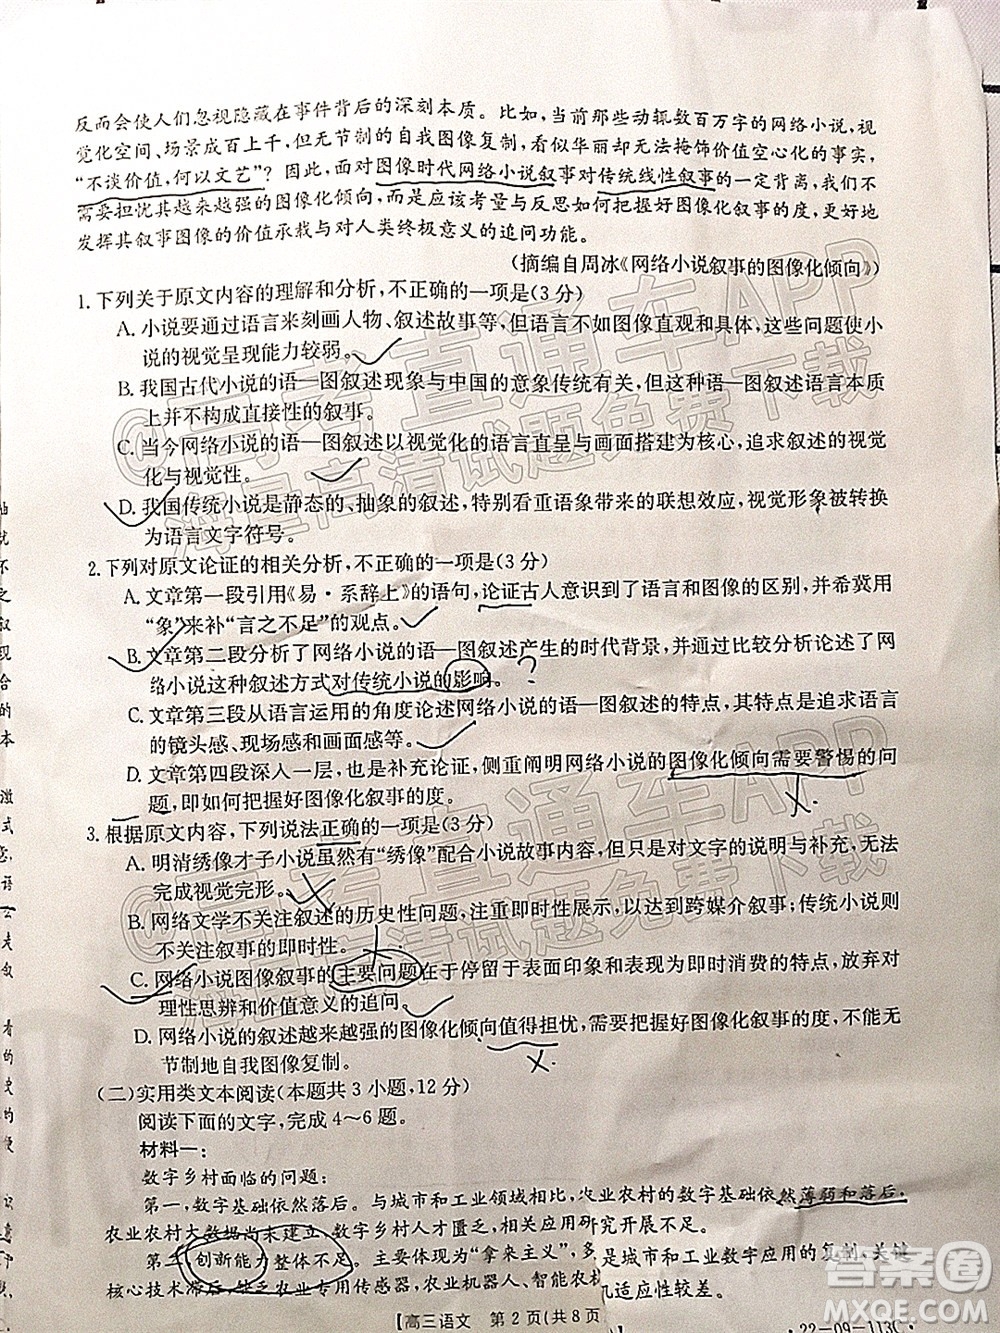 反而会使人们忽视隐藏在事件背后的深刻本质。比如,当前那些动辄数百万字的网络小说,视
觉化空间、场景成百上千,但无节制的自我图像复制,看似华丽却无法掩饰价值空心化的事实,
“不谈价值,何以文艺”?因此,面对图像时代网络小说叙事对传统线性叙事的一定背离,我们不
需要担忧其越来越强的图像化倾向,而是应该考量与反思如何把握好图像化叙事的度,更好地
发挥其叙事图像的价值承载与对人类终极意义的追问功能。
(摘编自周冰《网络小说叙事的图像化倾向》)
1.下列关于原文内容的理解和分析,不正确的一项是(3分)
A.小说要通过语言来刻画人物、叙述故事等,但语言不如图像直观和具体,这些问题使小
说的视觉呈现能力较弱。
B.我国古代小说的语—图叙述现象与中国的意象传统有关,但这种语—图叙述语言本质
上并不构成直接性的叙事。
C.当今网络小说的语—图叙述以视觉化的语言直呈与画面搭建为核心,追求叙述的视觉
化与视觉性。
D.我国传统小说是静态的、抽象的叙述,特别看重语象的联想效应,视觉形象被转换
为语言文字符号。
2.下列对原文论证的相关分析,不正确的一项是(3分)
A.文章第一段引用《易·系辞上》的语句,论证古人意识到了语言和图像的区别,并希冀用
“象”来补“言之不足”的观点。
B.文章第二段分析了网络小说的语—图叙述产生的时代背景,并通过比较分析论述了网
络小说这种叙述方式对传统小说的影响。
C.文章第三段从语言运用的角度论述网络小说的语—图叙述的特点,其特点是追求语言
的镜头感、现场感和画面感等。
D.文章第四段深入一层,也是补充论证,侧重阐明网络小说的图像化倾向需要警惕的问
题,即如何把握好图像化叙事的度。
3.根据原文内容,下列说法正确的一项是(3分)
A.明清绣像才子小说虽然有“绣像”配合小说故事内容,但只是对文字的说明与补充,无法
完成视觉完形。
B.网络文学不关注叙述的历史性问题,注重即时性展示,以达到跨媒介叙事;传统小说则
不关注叙事的即时性。
C.网络小说图像叙事的主要问题在于停留于表面印象和表现为即时消费的特点,放弃对
理性思辨和价值意义的追问。
D.网络小说的叙述越来越强的图像化倾向值得担忧,需要把握好图像化叙事的度,不能无
节制地自我图像复制。
(二)实用类文本阅读(本题共3小题,12分)
阅读下面的文字,完成4~6题。
材料一:
数字乡村面临的问题:
第一,数字基础依然落后。与城市和工业领域相比,农业农村的数字基础依然薄弱和落后,
农业农村大数据尚未建立,数字乡村人才匮乏,相关应用研究开展不足。
第二,创新能力整体不足。主要体现在“拿来主义”,多 是城市和工业数字应用的复制,关键
核心技术滞后,缺乏农业专用传感器,农业机器人、智能农 机适应性较差。
【高三语文 第2页(共8页 22-09-113C
@高考直通车APP
海量高清试题免费下载
@高考直通车APP
海量高清试题免费下载
答案圈
MXQE.COM